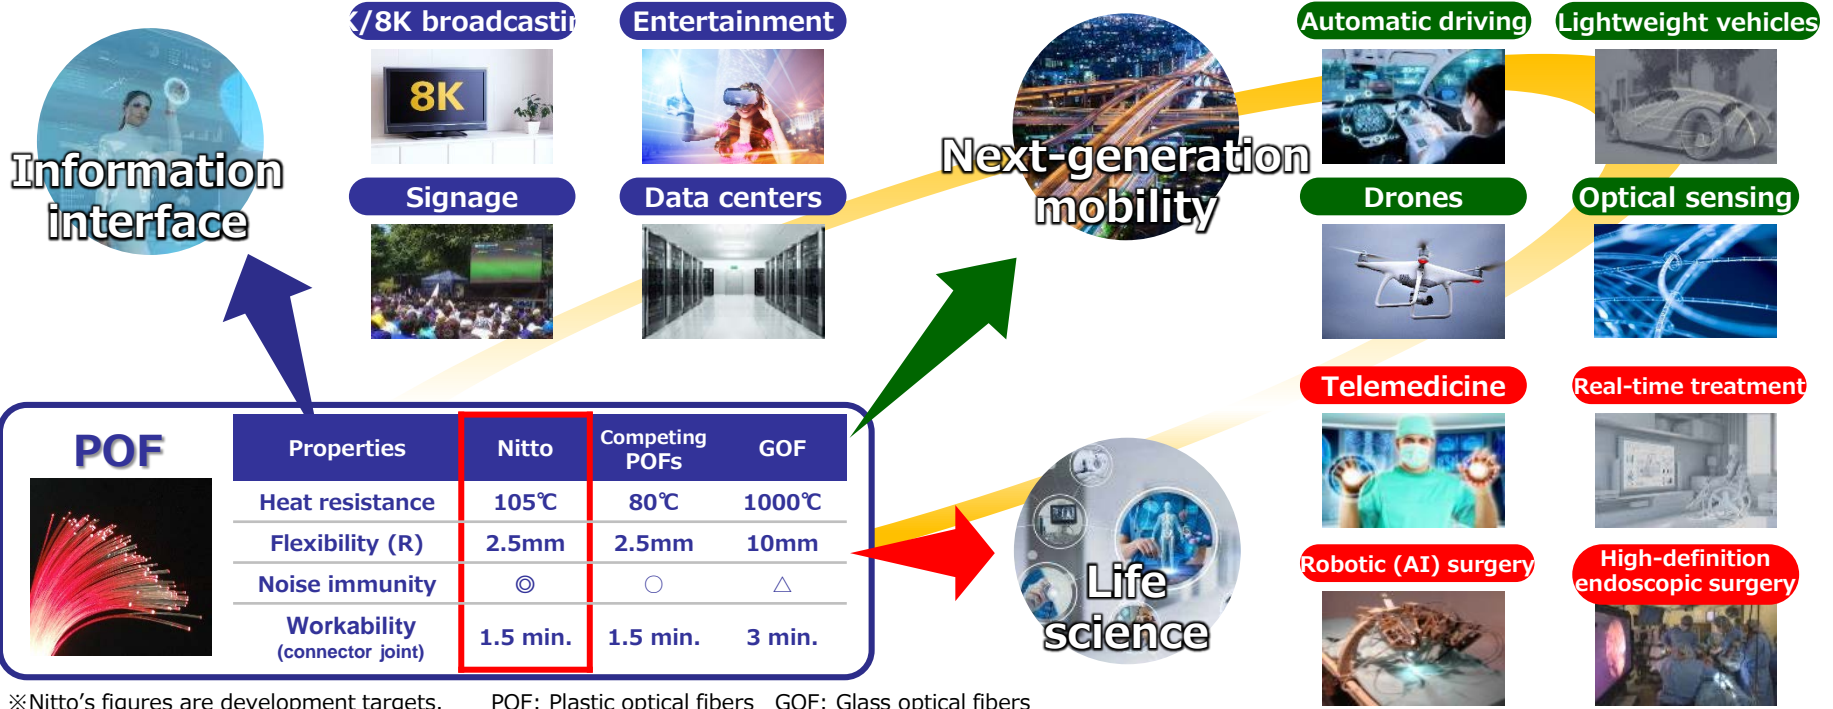 K/8K broadcastin
Entertainment
Signage
Data centers
Information
interface
Automatic driving
Lightweight vehicles
Drones
Optical sensing
Next-generation
mobility
8K
POF
Properties Nitto Competing POFs GOF
Heat resistance 105℃ 80℃ 1000℃
Flexibility (R) 2.5mm 2.5mm 10mm
Noise immunity ◎ ○ △
Workability
(connector joint) 1.5 min. 1.5 min. 3 min.
Life
science
Telemedicine
Real-time treatment
Robotic (AI) surgery
High-definition
endoscopic surgery
※Nitto's figures are development targets. POF: Plastic optical fibers GOF: Glass optical fibers